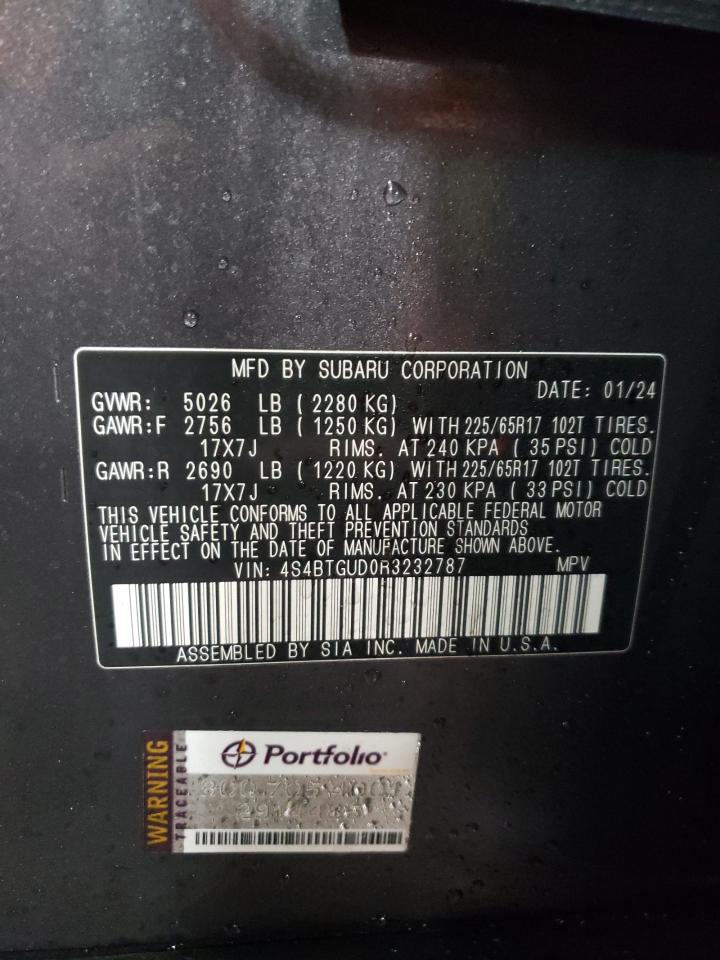 MFD BY SUBARU CORPORATION
DATE: 01/24
GVWR: 5026 LB ( 2280 KG)
GAWR:F 2756 LB ( 1250 KG) WITH 225/65R17 102T TIRES.
17X7J RIMS. AT 240 KPA ( 35 PSI) COLD
GAWR:R 2690 LB ( 1220 KG) WITH 225/65R17 102T TIRES.
17X7J RIMS. AT 230 KPA ( 33 PSI) COLD
THIS VEHICLE CONFORMS TO ALL APPLICABLE FEDERAL MOTOR
VEHICLE SAFETY AND THEFT PREVENTION STANDARDS
IN EFFECT ON THE DATE OF MANUFACTURE SHOWN ABOVE.
VIN: 4S4BTGUD0R3232787 MPV
ASSEMBLED BY SIA INC. MADE IN U.S.A.
WARNING
TRACEABLE
Portfolio